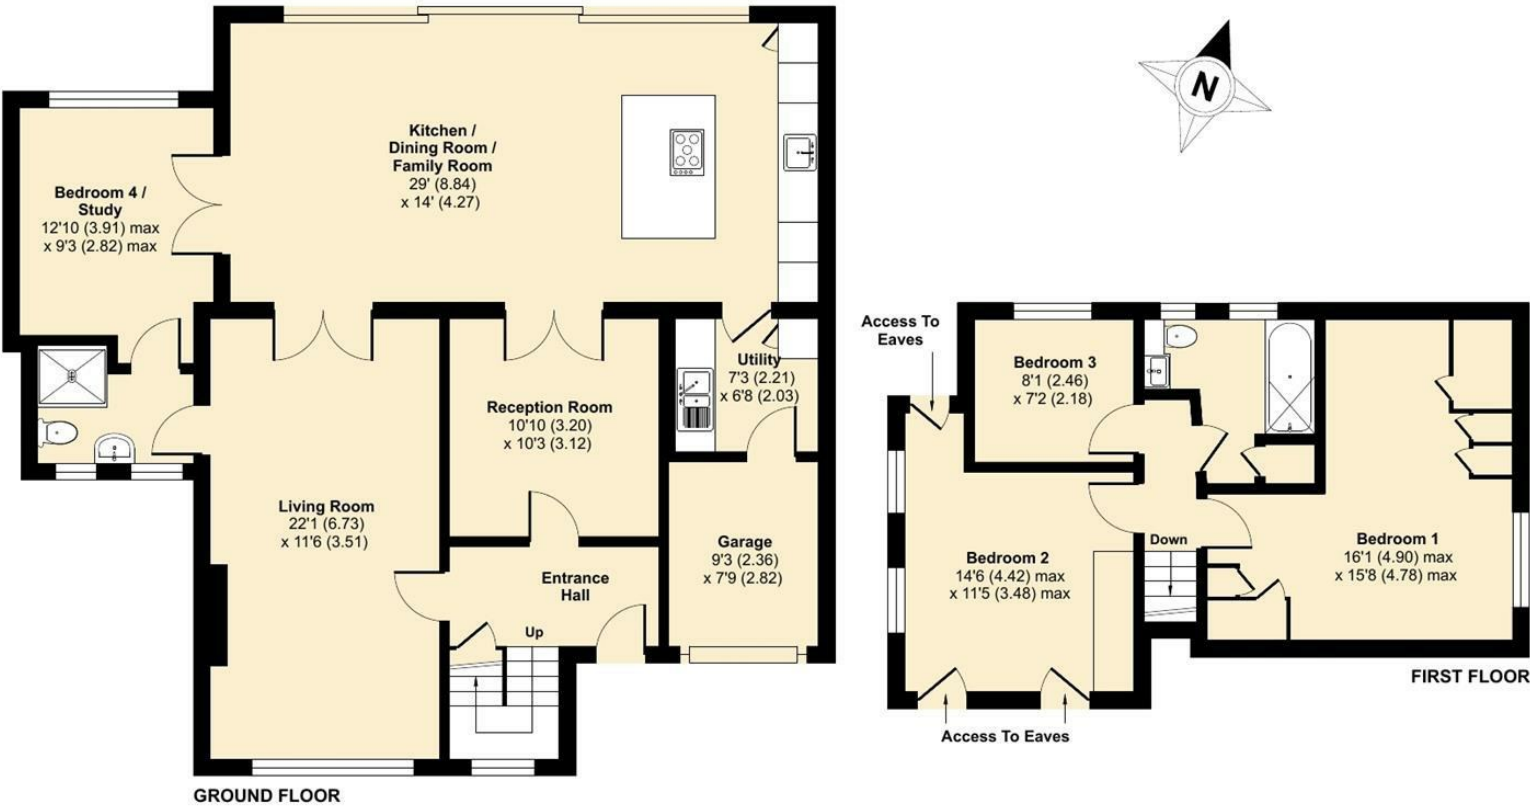 Kitchen /
Dining Room /
Family Room
29' (8.84)
x 14' (4.27)
Bedroom 4 /
Study
12'10 (3.91) max
x 9'3 (2.82) max
Utility
7'3 (2.21)
x 6'8 (2.03)
Reception Room
10'10 (3.20)
x 10'3 (3.12)
Living Room
22'1 (6.73)
x 11'6 (3.51)
Garage
9'3 (2.36)
x 7'9 (2.82)
Entrance
Hall
Up
GROUND FLOOR
N
Access To
Eaves
Bedroom 3
8'1 (2.46)
x 7'2 (2.18)
Bedroom 2
14'6 (4.42) max
x 11'5 (3.48) max
Down
Bedroom 1
16'1 (4.90) max
x 15'8 (4.78) max
Access To Eaves
FIRST FLOOR